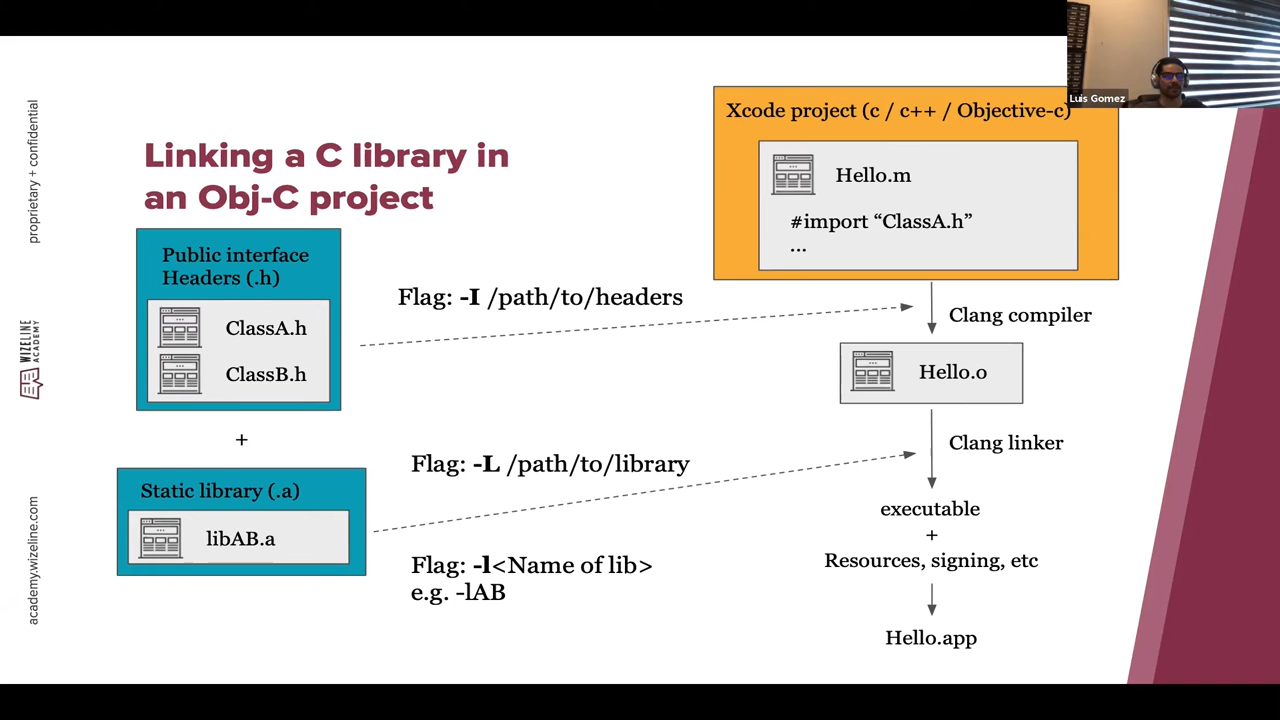 Luis Gomez
proprietary + confidential
WIZELINE
ACADEMY
academy.wizeline.com
Linking a C library in
an Obj-C project
Public interface
Headers (.h)
ClassA.h
ClassB.h
+
Static library (.a)
libAB.a
Flag: -I /path/to/headers
Flag: -L /path/to/library
Flag: -l<Name of lib>
e.g. -lAB
Xcode project (c / c++ / Objective-c)
Hello.m
#import “ClassA.h”
...
Clang compiler
Hello.o
Clang linker
executable
+
Resources, signing, etc
Hello.app